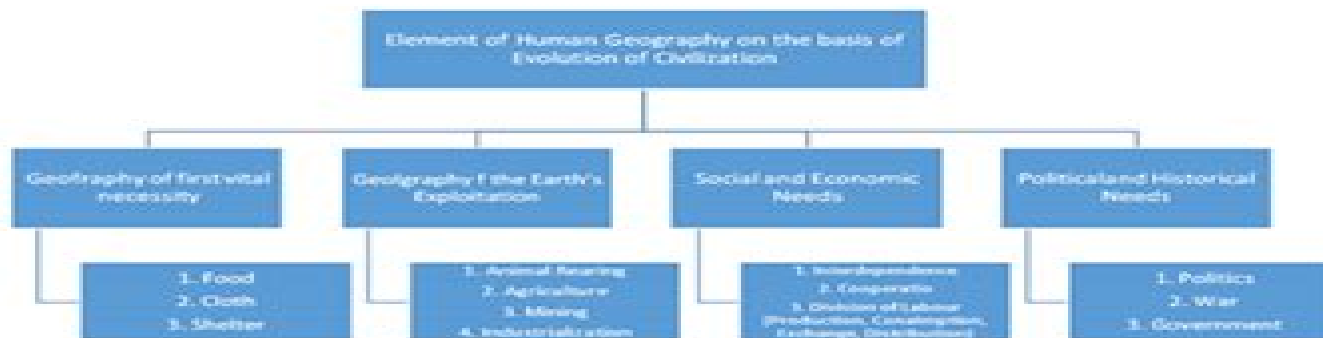 Element of Human Geography on the basis of
Evolution of Civilization
Geo/lraphy of first vital
necessity
Geolgraphy f the Earth's
Exploitation
Social and Economic
Needs
Politicaland Historical
Needs
1. Food
2. Cloth
3. Shelter
1. Animal Rearing
2. Agriculture
3. Mining
4. Industrialization
1. Interdependence
2. Cooperatio
3. Division of Labour
(Production, Consumption,
Exchange, Distribution)
1. Politics
2. War
3. Government